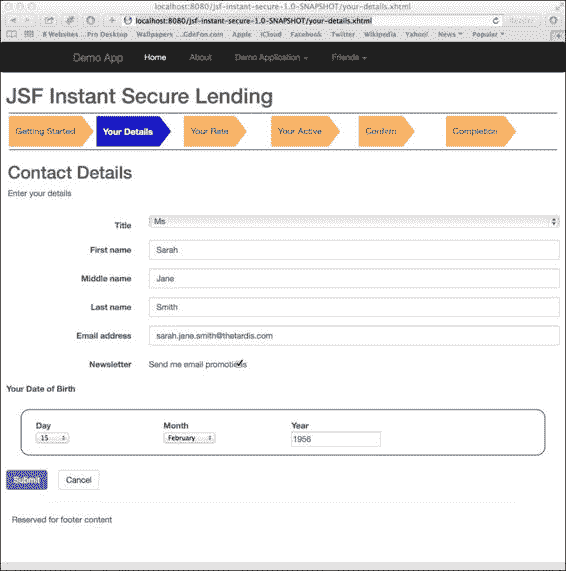 localhost:8080/jsf-instant-secure-1.0-SNAPSHOT/your-details.xhtml
localhost:8080/jsf-instant-secure-1.0-SNAPSHOT/your-details.xhtml Reader
8 Websites ... Pro Desktop Wallpapers ... GdeFon.com Apple iCloud Facebook Twitter Wikipedia Yahoo! News Popular
Demo App Home About Demo Application Friends
JSF Instant Secure Lending
Getting Started Your Details Your Rate Your Active Confirm Completion
Contact Details
Enter your details
Title Ms
First name Sarah
Middle name Jane
Last name Smith
Email address sarah.jane.smith@thetardis.com
Newsletter Send me email promotions
Your Date of Birth
Day Month Year
15 February 1956
Submit Cancel
Reserved for footer content